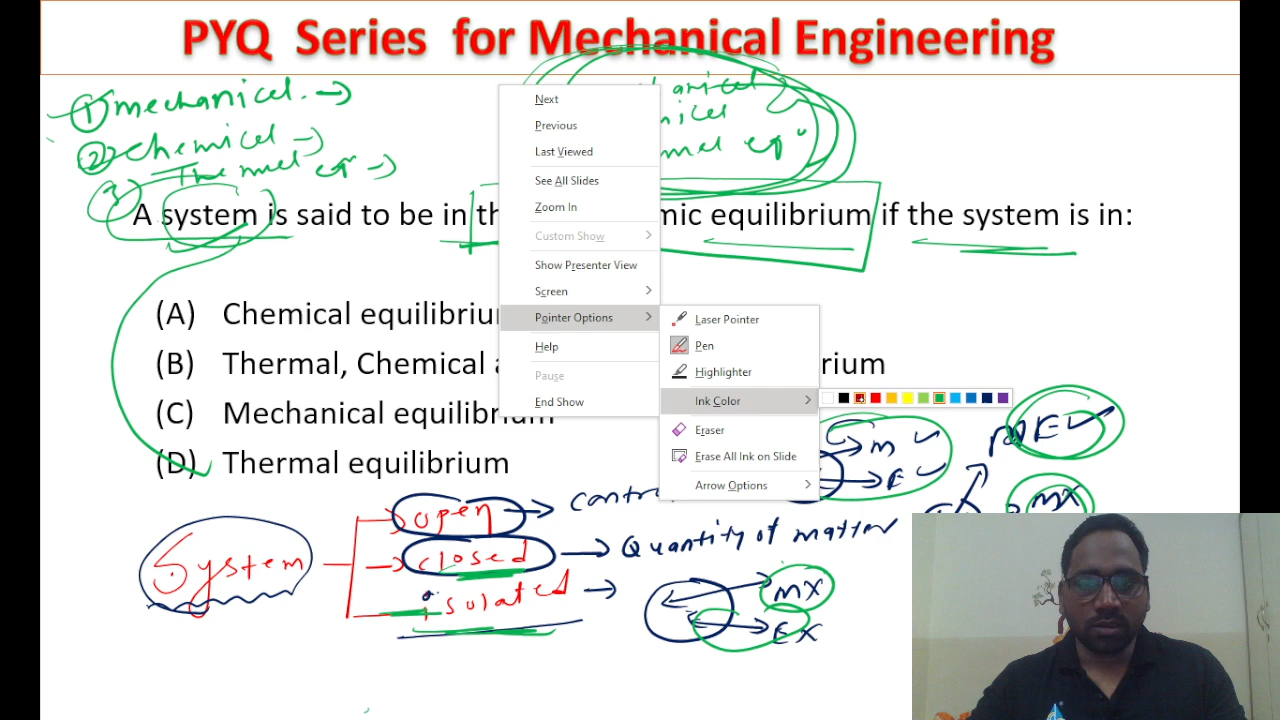 PYQ Series for Mechanical Engineering
① mechanical. →
② chemical →
③ Thermel eqn →
A system is said to be in th mic equilibrium if the system is in:
(A) Chemical equilibriu
(B) Thermal, Chemical a rium
(C) Mechanical equilibrium
(D) Thermal equilibrium
Next
Previous
Last Viewed
See All Slides
Zoom In
Custom Show
Show Presenter View
Screen
Pointer Options
Help
Pause
End Show
Laser Pointer
Pen
Highlighter
Ink Color
Eraser
Erase All Ink on Slide
Arrow Options
System
open → contr
closed → Quantity of matter
isolated →
M ✓
E ✓
E ✓
mx
mx
EX